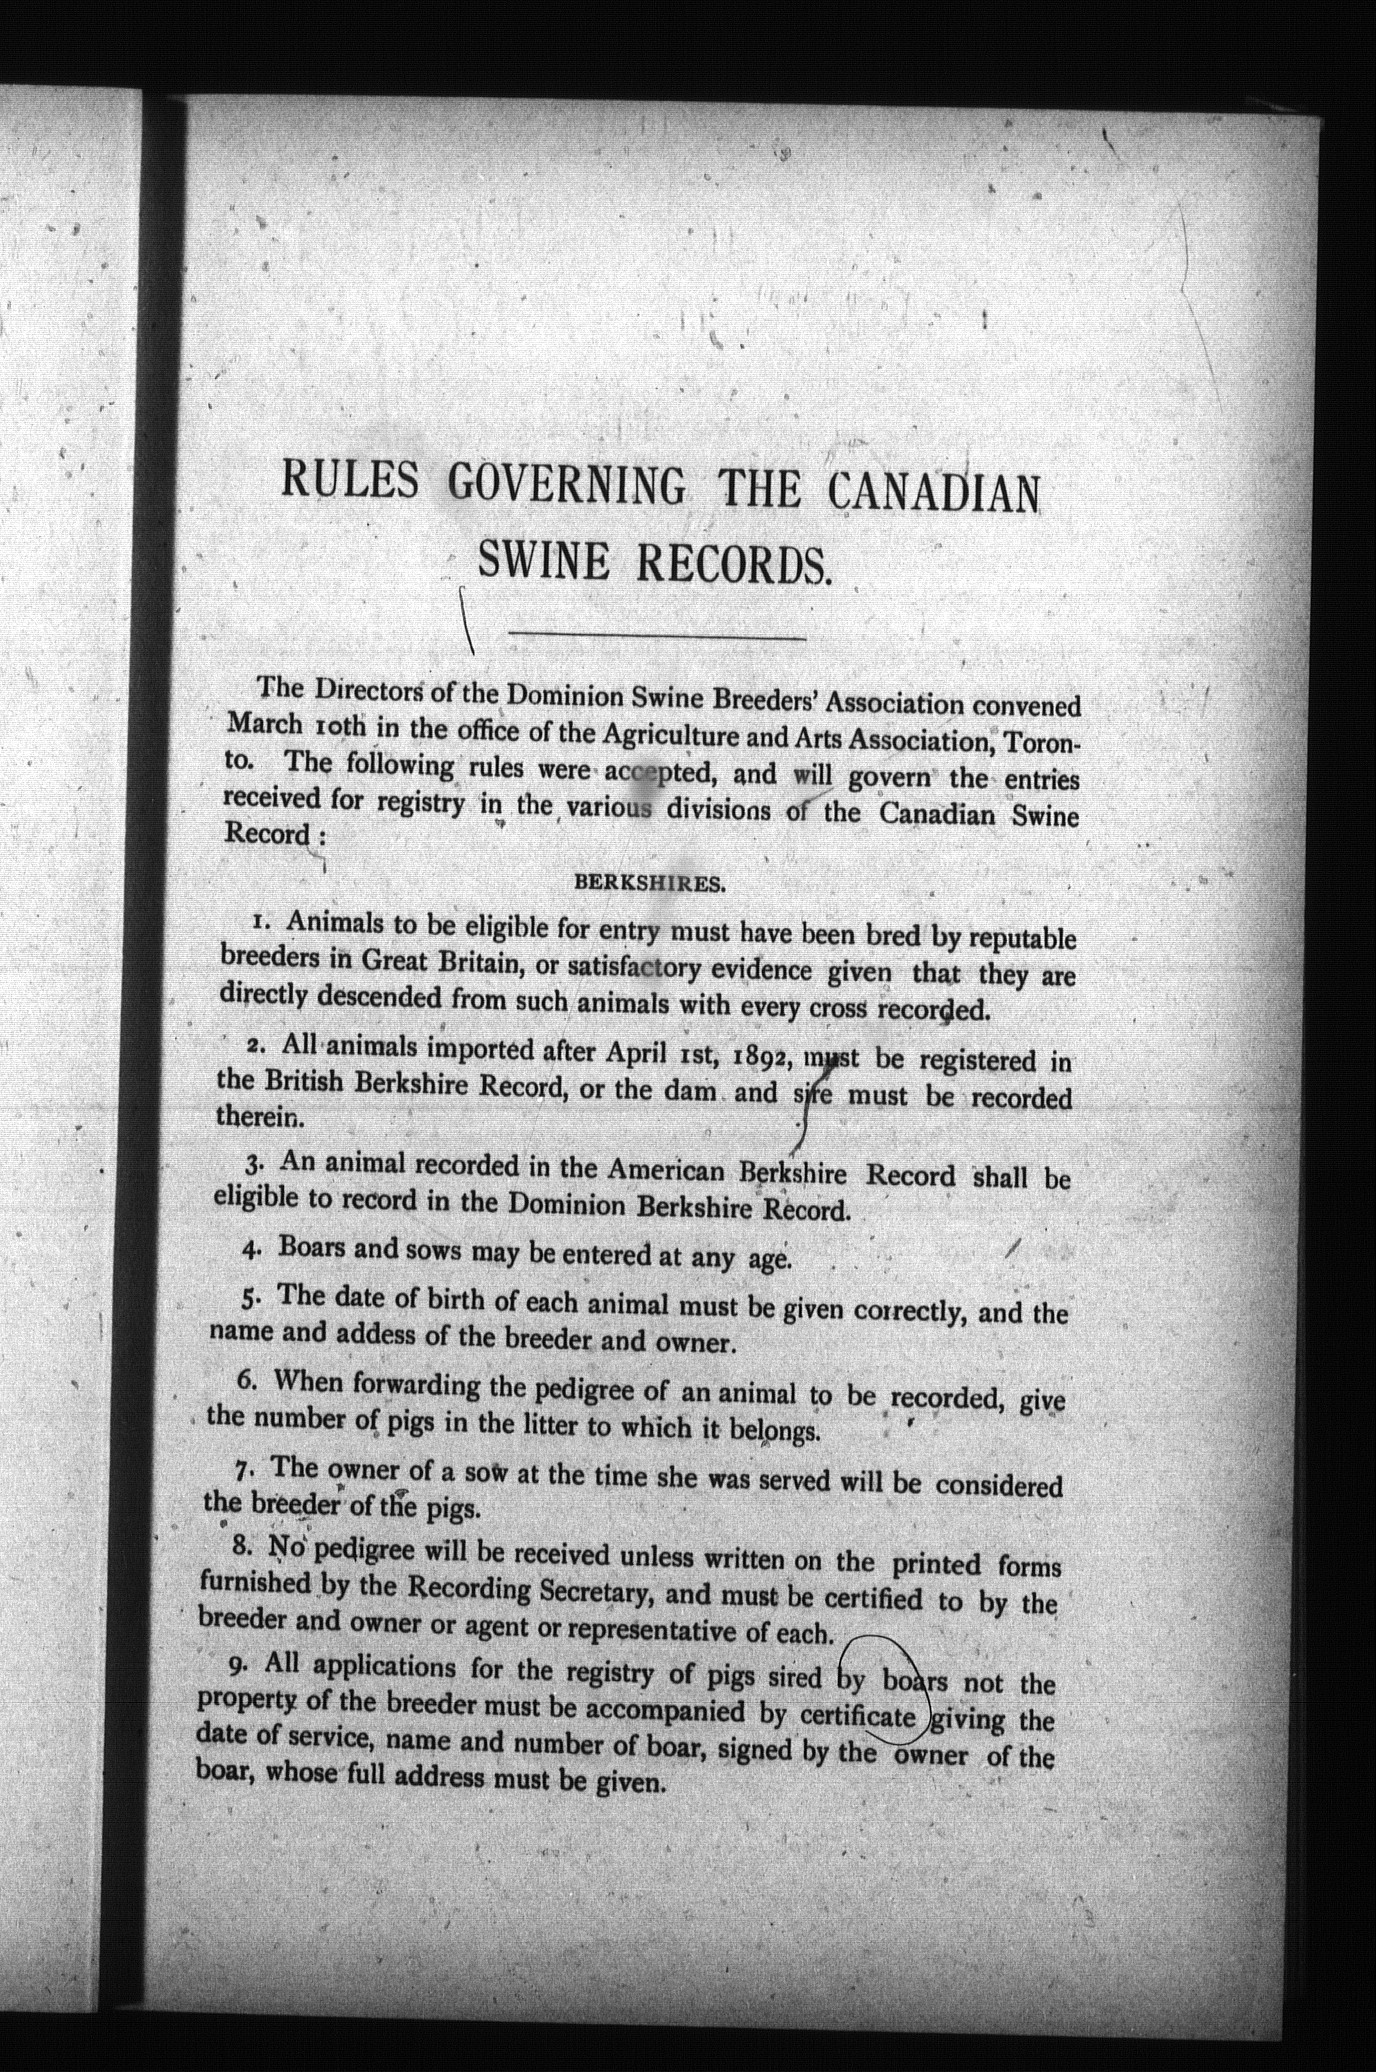 RULES GOVERNING THE CANADIAN
SWINE RECORDS.
The Directors of the Dominion Swine Breeders' Association convened
March 10th in the office of the Agriculture and Arts Association, Toron-
to. The following rules were accepted, and will govern the entries
received for registry in the various divisions of the Canadian Swine
Record :
BERKSHIRES.
1. Animals to be eligible for entry must have been bred by reputable
breeders in Great Britain, or satisfactory evidence given that they are
directly descended from such animals with every cross recorded.
2. All animals imported after April 1st, 1892, must be registered in
the British Berkshire Record, or the dam and sire must be recorded
therein.
3. An animal recorded in the American Berkshire Record shall be
eligible to record in the Dominion Berkshire Record.
4. Boars and sows may be entered at any age.
5. The date of birth of each animal must be given correctly, and the
name and addess of the breeder and owner.
6. When forwarding the pedigree of an animal to be recorded, give
the number of pigs in the litter to which it belongs.
7. The owner of a sow at the time she was served will be considered
the breeder of the pigs.
8. No pedigree will be received unless written on the printed forms
furnished by the Recording Secretary, and must be certified to by the
breeder and owner or agent or representative of each.
9. All applications for the registry of pigs sired by boars not the
property of the breeder must be accompanied by certificate giving the
date of service, name and number of boar, signed by the owner of the
boar, whose full address must be given.